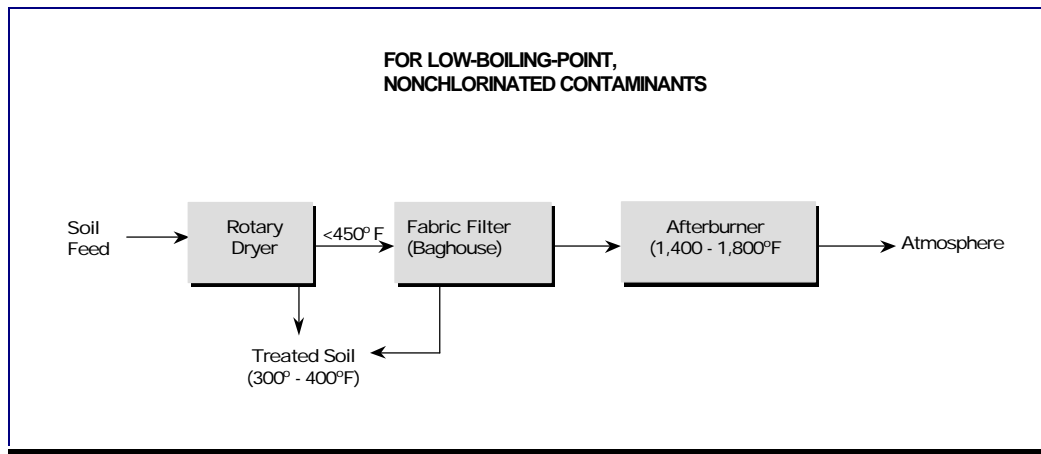 FOR LOW-BOILING-POINT,
NONCHLORINATED CONTAMINANTS
Soil
Feed
Rotary
Dryer
<450° F
Fabric Filter
(Baghouse)
Afterburner
(1,400 - 1,800°F
Atmosphere
Treated Soil
(300° - 400°F)